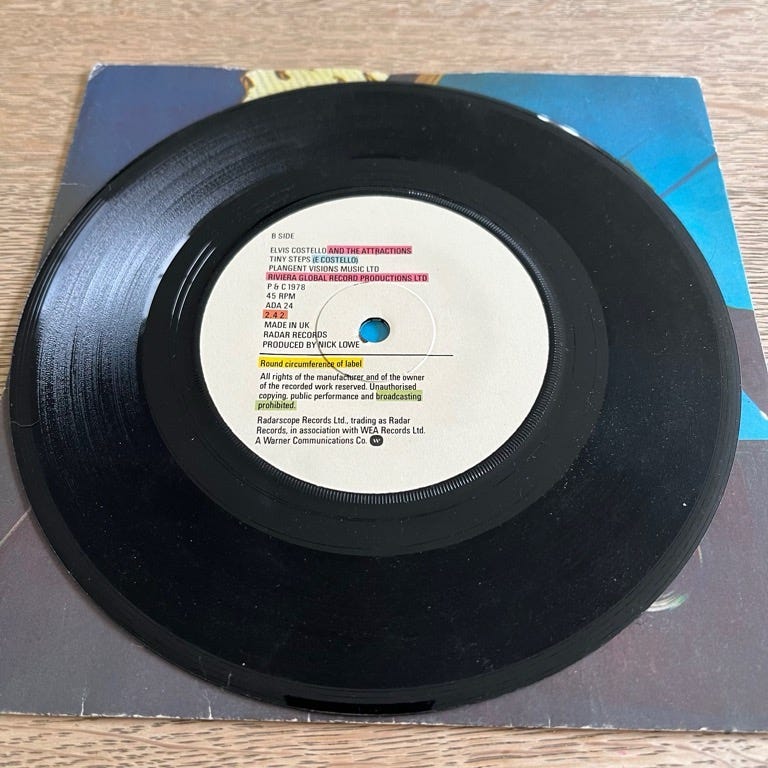 B SIDE
ELVIS COSTELLO AND THE ATTRACTIONS
TINY STEPS (E COSTELLO)
PLANGENT VISIONS MUSIC LTD
RIVIERA GLOBAL RECORD PRODUCTIONS LTD
P & C 1978
45 RPM
ADA 24
2.4 2
MADE IN UK
RADAR RECORDS
PRODUCED BY NICK LOWE
Round circumference of label
All rights of the manufacturer and of the owner
of the recorded work reserved. Unauthorised
copying, public performance and broadcasting
prohibited.
Radarscope Records Ltd., trading as Radar
Records, in association with WEA Records Ltd.
A Warner Communications Co. W